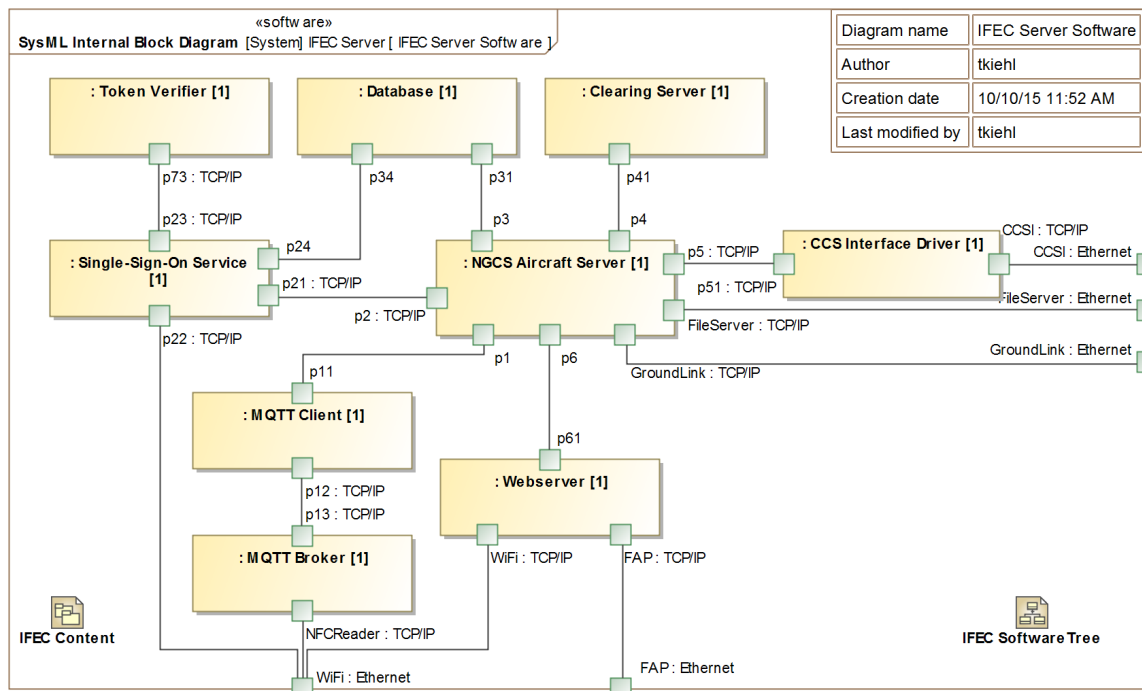 «software»
SysML Internal Block Diagram [System] IFEC Server [ IFEC Server Software ]
Diagram name IFEC Server Software
Author tkiehl
Creation date 10/10/15 11:52 AM
Last modified by tkiehl
: Token Verifier [1]
: Database [1]
: Clearing Server [1]
p73 : TCP/IP
p34
p31
p41
p23 : TCP/IP
p3
p4
p24
: Single-Sign-On Service
[1]
p21 : TCP/IP
p2 : TCP/IP
p22 : TCP/IP
: NGCS Aircraft Server [1]
p5 : TCP/IP
p51 : TCP/IP
: CCS Interface Driver [1]
CCSI : TCP/IP
CCSI : Ethernet
FileServer : Ethernet
FileServer : TCP/IP
GroundLink : Ethernet
GroundLink : TCP/IP
p1
p6
p11
: MQTT Client [1]
p61
: Webserver [1]
p12 : TCP/IP
p13 : TCP/IP
: MQTT Broker [1]
WiFi : TCP/IP
FAP : TCP/IP
NFCReader : TCP/IP
IFEC Content
IFEC Software Tree
WiFi : Ethernet
FAP : Ethernet